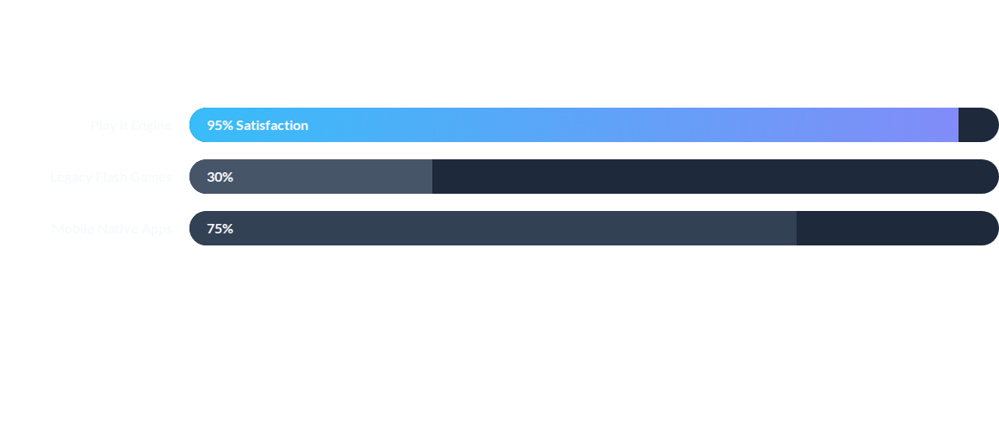 Play It Engine
95% Satisfaction
Legacy Flash Games
30%
Mobile Native Apps
75%